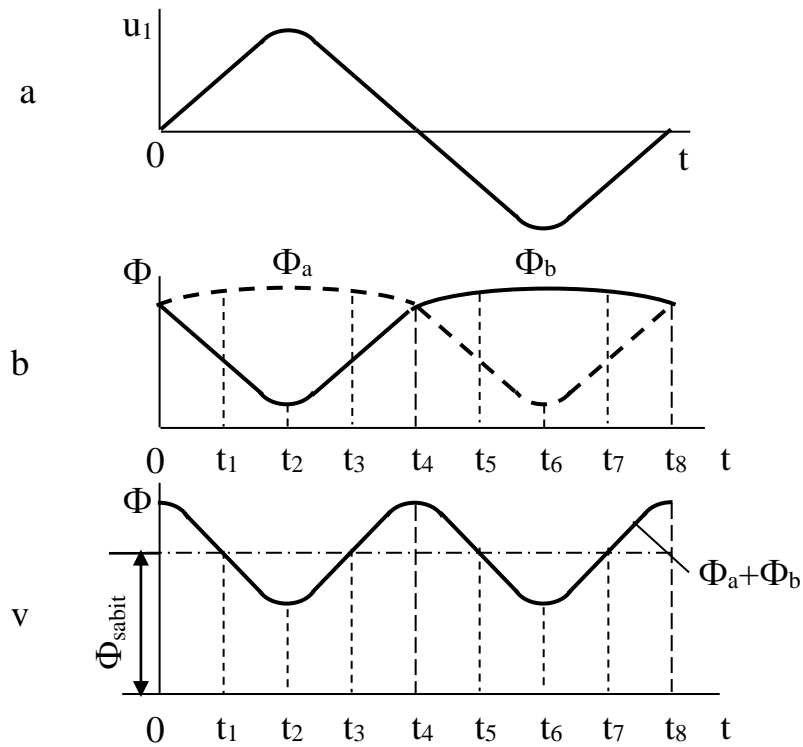 u₁
a
0 t
Φ Φₐ Φb
b
0 t₁ t₂ t₃ t₄ t₅ t₆ t₇ t₈ t
Φ
Φₐ+Φb
v
Φsabit
0 t₁ t₂ t₃ t₄ t₅ t₆ t₇ t₈ t